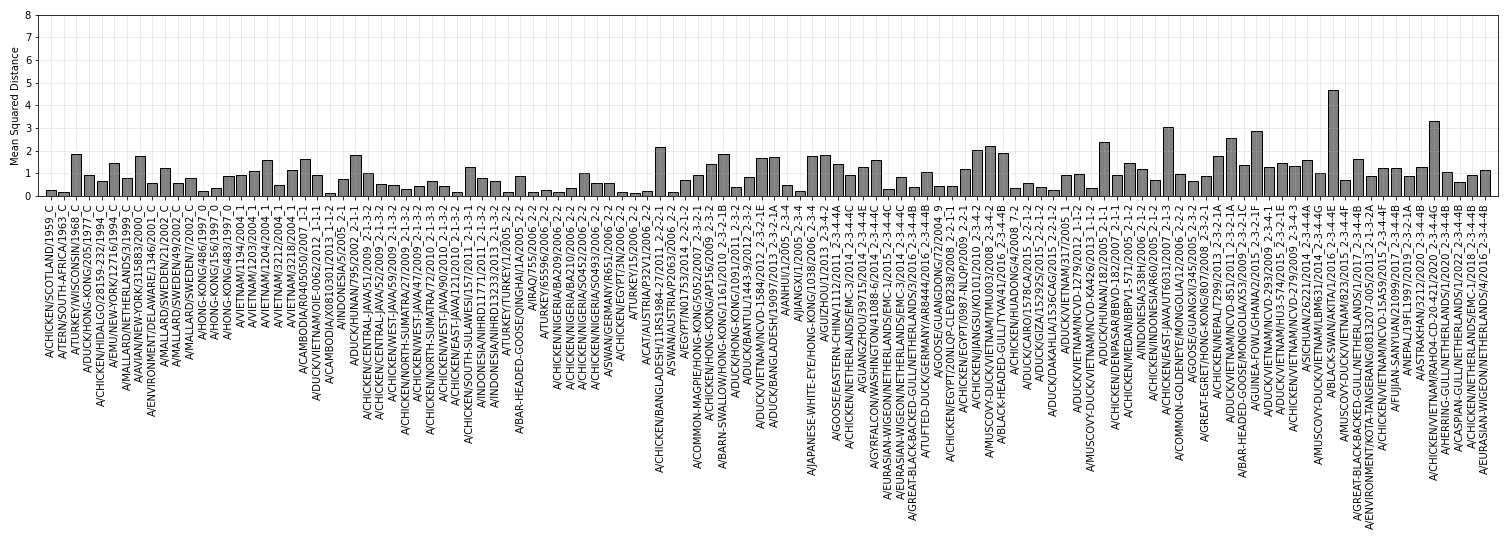 8
7
6
5
4
3
2
1
0
Mean Squared Distance
A/CHICKEN/SCOTLAND/1959_C
A/TERN/SOUTH-AFRICA/1963_C
A/TURKEY/WISCONSIN/1968_C
A/DUCK/HONG-KONG/205/1977_C
A/CHICKEN/HIDALGO/28159-232/1994_C
A/EMU/NEW-YORK/12716/1994_C
A/MALLARD/NETHERLANDS/3/1999_C
A/AVIAN/NEW-YORK/158833/2000_C
A/ENVIRONMENT/DELAWARE/1346/2001_C
A/MALLARD/SWEDEN/21/2002_C
A/MALLARD/SWEDEN/49/2002_C
A/MALLARD/SWEDEN/7/2002_C
A/HONG-KONG/486/1997_0
A/HONG-KONG/156/1997_0
A/HONG-KONG/483/1997_0
A/VIETNAM/1194/2004_1
A/VIETNAM/1203/2004_1
A/VIETNAM/1204/2004_1
A/VIETNAM/3212/2004_1
A/VIETNAM/3218/2004_1
A/CAMBODIA/R0405050/2007_1-1
A/DUCK/VIETNAM/OIE-0062/2012_1-1-1
A/CAMBODIA/X0810301/2013_1-1-2
A/INDONESIA/5/2005_2-1
A/DUCK/HUNAN/795/2002_2-1-1
A/CHICKEN/CENTRAL-JAVA/51/2009_2-1-3-2
A/CHICKEN/CENTRAL-JAVA/52/2009_2-1-3-2
A/CHICKEN/WEST-JAVA/29/2009_2-1-3-2
A/CHICKEN/NORTH-SUMATRA/27/2009_2-1-3-2
A/CHICKEN/WEST-JAVA/47/2009_2-1-3-2
A/CHICKEN/NORTH-SUMATRA/72/2010_2-1-3-2
A/CHICKEN/WEST-JAVA/90/2010_2-1-3-2
A/CHICKEN/EAST-JAVA/121/2010_2-1-3-2
A/CHICKEN/SOUTH-SULAWESI/157/2011_2-1-3-1
A/INDONESIA/NIHRD11771/2011_2-1-3-2
A/INDONESIA/NIHRD13233/2013_2-1-3-2
A/TURKEY/TURKEY/1/2005_2-2
A/BAR-HEADED-GOOSE/QINGHAI/1A/2005_2-2
A/IRAQ/756/2006_2-2
A/TURKEY/65596/2006_2-2
A/CHICKEN/NIGERIA/BA209/2006_2-2
A/CHICKEN/NIGERIA/BA210/2006_2-2
A/CHICKEN/NIGERIA/SO452/2006_2-2
A/CHICKEN/NIGERIA/SO493/2006_2-2
A/SWAN/GERMANY/R651/2006_2-2
A/CHICKEN/EGYPT/3N/2006_2-2
A/TURKEY/15/2006_2-2
A/CAT/AUSTRIA/P32V1/2006_2-2
A/CHICKEN/BANGLADESH/11RS1984-33/2011_2-3-4-2
A/SWAN/AUSTRIA/P2063/2006_2-2
A/EGYPT/N01753/2014_2-2-1-2
A/COMMON-MAGPIE/HONG-KONG/5052/2007_2-3-2-1
A/CHICKEN/HONG-KONG/AP156/2009_2-3-2
A/BARN-SWALLOW/HONG-KONG/1161/2010_2-3-2-1B
A/DUCK/HONG-KONG/1091/2011_2-3-2
A/DUCK/BANTUL/1443-9/2012_2-3-2
A/DUCK/VIETNAM/NCVD-1584/2012_2-3-2-1E
A/DUCK/BANGLADESH/19097/2013_2-3-2-1A
A/ANHUI/1/2005_2-3-4
A/JIANGXI/1/2005_2-3-4
A/JAPANESE-WHITE-EYE/HONG-KONG/1038/2006_2-3-4
A/GUIZHOU/1/2013_2-3-4-2
A/GOOSE/EASTERN-CHINA/1112/2011_2-3-4-4A
A/CHICKEN/NETHERLANDS/EMC-3/2014_2-3-4-4C
A/GUANGZHOU/39715/2014_2-3-4-4E
A/GYRFALCON/WASHINGTON/41088-6/2014_2-3-4-4C
A/EURASIAN-WIGEON/NETHERLANDS/EMC-1/2015_2-3-4-4C
A/EURASIAN-WIGEON/NETHERLANDS/EMC-3/2014_2-3-4-4C
A/GREAT-BLACK-BACKED-GULL/NETHERLANDS/3/2016_2-3-4-4B
A/TUFTED-DUCK/GERMANY/AR8444/2016_2-3-4-4B
A/GOOSE/GUIYANG/337/2006_4
A/CHICKEN/EGYPT/2ONLQP-CLEVB238/2008_2-2-1-1
A/CHICKEN/EGYPT/0987-NLQP/2009_2-2-1
A/CHICKEN/JIANGSU/K0101/2010_2-3-4-2
A/MUSCOVY-DUCK/VIETNAM/TMU003/2008_2-3-4-2
A/BLACK-HEADED-GULL/TYVA/41/2016_2-3-4-4B
A/CHICKEN/HUADONG/4/2008_7-2
A/DUCK/CAIRO/1578CA/2015_2-2-1-2
A/DUCK/GIZA/15292S/2015_2-2-1-2
A/DUCK/DAKAHLIA/1536CAG/2015_2-2-1-2
A/DUCK/VIETNAM/317/2005_1
A/DUCK/VIETNAM/NCVD-1279/2012_1-1-2
A/MUSCOVY-DUCK/VIETNAM/NCVD-KA426/2013_1-1-2
A/DUCK/HUNAN/182/2005_2-1-1
A/CHICKEN/DENPASAR/BBVD-182/2007_2-1-3
A/CHICKEN/MEDAN/BBPV1-571/2006_2-1-3
A/INDONESIA/538H/2006_2-1-3
A/CHICKEN/INDONESIA/R60/2005_2-1-3
A/CHICKEN/EAST-JAVA/UT6031/2007_2-1-3
A/COMMON-GOLDENEYE/MONGOLIA/12/2006_2-2-2
A/GOOSE/GUANGXI/345/2005_2-3-2
A/GREAT-EGRET/HONG-KONG/807/2008_2-3-2-1
A/CHICKEN/NEPAL/T299/2013_2-3-2-1A
A/DUCK/VIETNAM/NCVD-851/2011_2-3-2-1A
A/BAR-HEADED-GOOSE/MONGOLIA/X53/2009_2-3-2-1C
A/GUINEA-FOWL/GHANA/2/2015_2-3-2-1F
A/DUCK/VIETNAM/NCVD-293/2009_2-3-4-1
A/DUCK/VIETNAM/HU3-574/2011_2-3-2-1E
A/CHICKEN/VIETNAM/NCVD-279/2009_2-3-4-3
A/SICHUAN/26221/2014_2-3-4-4A
A/MUSCOVY-DUCK/VIETNAM/LBM631/2014_2-3-4-4G
A/BLACK-SWAN/AKITA/1/2016_2-3-4-4E
A/MUSCOVY-DUCK/VIETNAM/829/2016_2-3-4-4F
A/GREAT-BLACK-BACKED-GULL/NETHERLANDS/1/2017_2-3-4-4B
A/ENVIRONMENT/KOTA-TANGERANG/0813207-005/2017_2-1-3-2A
A/CHICKEN/VIETNAM/NCVD-15A59/2015_2-3-4-4F
A/FUJIAN-SANYUAN/21099/2017_2-3-4-4B
A/NEPAL/19FL1997/2019_2-3-2-1A
A/ASTRAKHAN/3212/2020_2-3-4-4B
A/CHICKEN/VIETNAM/RAHO4-CD-20-421/2020_2-3-4-4G
A/HERRING-GULL/NETHERLANDS/1/2020_2-3-4-4B
A/CASPIAN-GULL/NETHERLANDS/1/2022_2-3-4-4B
A/CHICKEN/NETHERLANDS/EMC-1/2018_2-3-4-4B
A/EURASIAN-WIGEON/NETHERLANDS/4/2016_2-3-4-4B